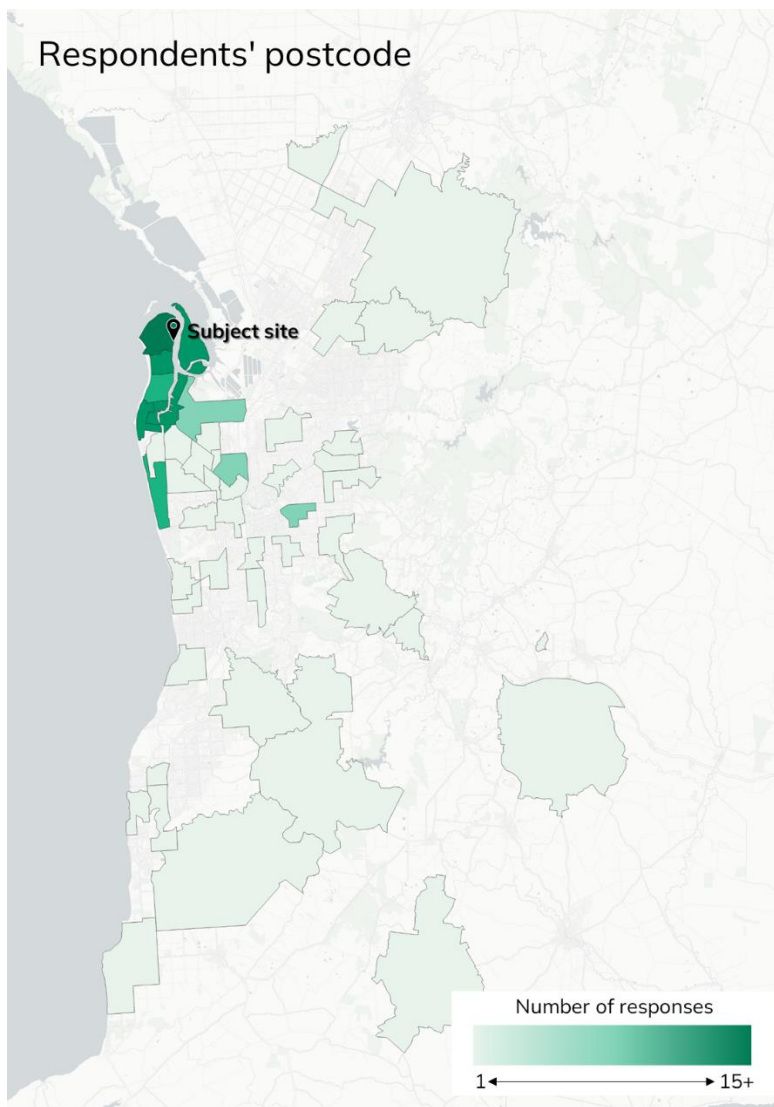 Respondents' postcode
Subject site
Number of responses
1
15+